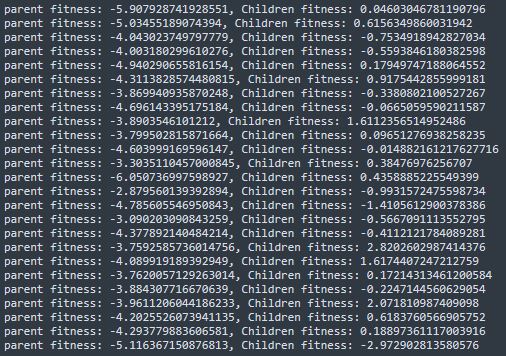 parent fitness: -5.907928741928551, Children fitness: 0.04603046781190796
parent fitness: -5.03455189074394, Children fitness: 0.6156349860031942
parent fitness: -4.043023749797779, Children fitness: -0.7534918942827034
parent fitness: -4.003180299610276, Children fitness: -0.5593846180382598
parent fitness: -4.940290655816154, Children fitness: 0.17949747188064552
parent fitness: -4.3113828574480815, Children fitness: 0.9175442855999181
parent fitness: -3.869940935870248, Children fitness: -0.3380802100527267
parent fitness: -4.696143395175184, Children fitness: -0.0665059590211587
parent fitness: -3.8903546101212, Children fitness: 1.6112356514952486
parent fitness: -3.799502815871664, Children fitness: 0.09651276938258235
parent fitness: -4.603999169596147, Children fitness: -0.014882161217627716
parent fitness: -3.3035110457000845, Children fitness: 0.38476976256707
parent fitness: -6.050736997598927, Children fitness: 0.4358885225549399
parent fitness: -2.879560139392894, Children fitness: -0.9931572475598734
parent fitness: -4.785605546950843, Children fitness: -1.4105612900378386
parent fitness: -3.090203090843259, Children fitness: -0.5667091113552795
parent fitness: -4.377892140484214, Children fitness: -0.4112121784089281
parent fitness: -3.7592585736014756, Children fitness: 2.8202602987414376
parent fitness: -4.089919189392949, Children fitness: 1.6174407247212759
parent fitness: -3.7620057129263014, Children fitness: 0.17214313461200584
parent fitness: -3.884307716670639, Children fitness: -0.2247144560629054
parent fitness: -3.9611206044186233, Children fitness: 2.071810987409098
parent fitness: -4.2025526073941135, Children fitness: 0.6183760566905752
parent fitness: -4.293779883606581, Children fitness: 0.18897361117003916
parent fitness: -5.116367150876813, Children fitness: -2.972902813580576